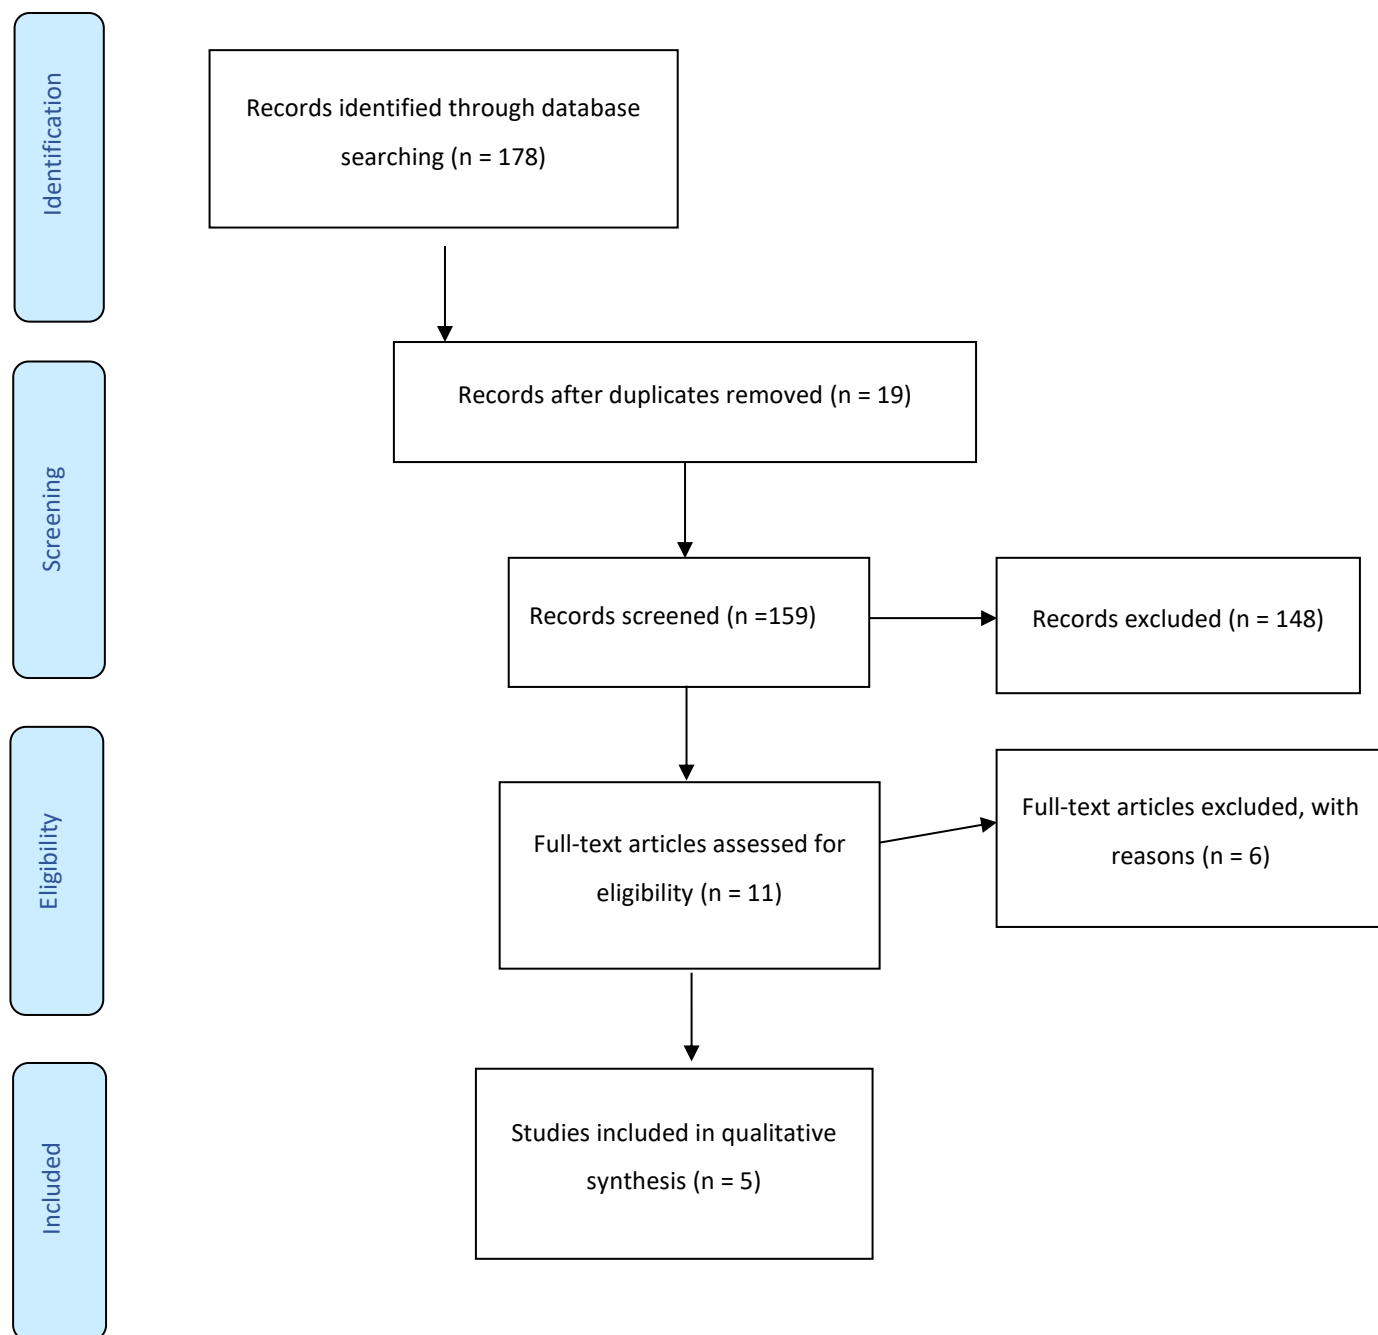 Identification
Records identified through database
searching (n = 178)
Records after duplicates removed (n = 19)
Screening
Records screened (n =159)
Records excluded (n = 148)
Eligibility
Full-text articles assessed for
eligibility (n = 11)
Full-text articles excluded, with
reasons (n = 6)
Included
Studies included in qualitative
synthesis (n = 5)